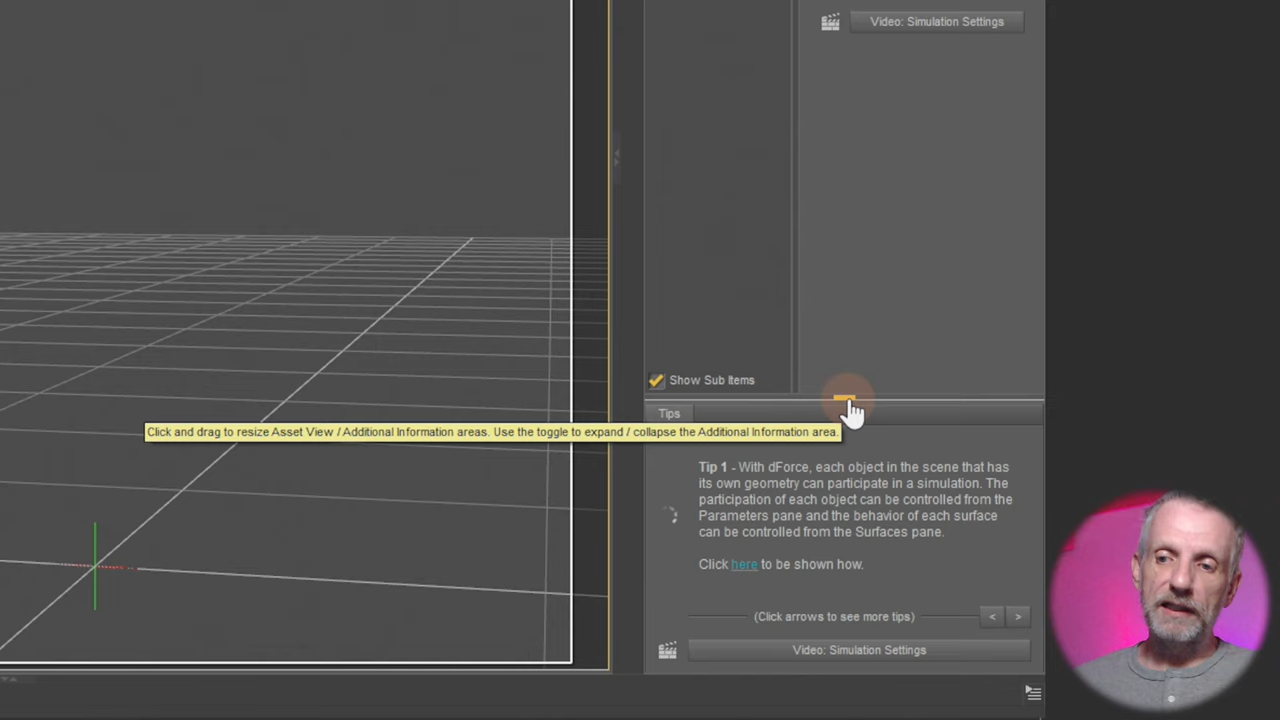 Video: Simulation Settings
Show Sub Items
Tips
Click and drag to resize Asset View / Additional Information areas. Use the toggle to expand / collapse the Additional Information area.
Tip 1 - With dForce, each object in the scene that has
its own geometry can participate in a simulation. The
participation of each object can be controlled from the
Parameters pane and the behavior of each surface
can be controlled from the Surfaces pane.
Click here to be shown how.
(Click arrows to see more tips)
< >
Video: Simulation Settings